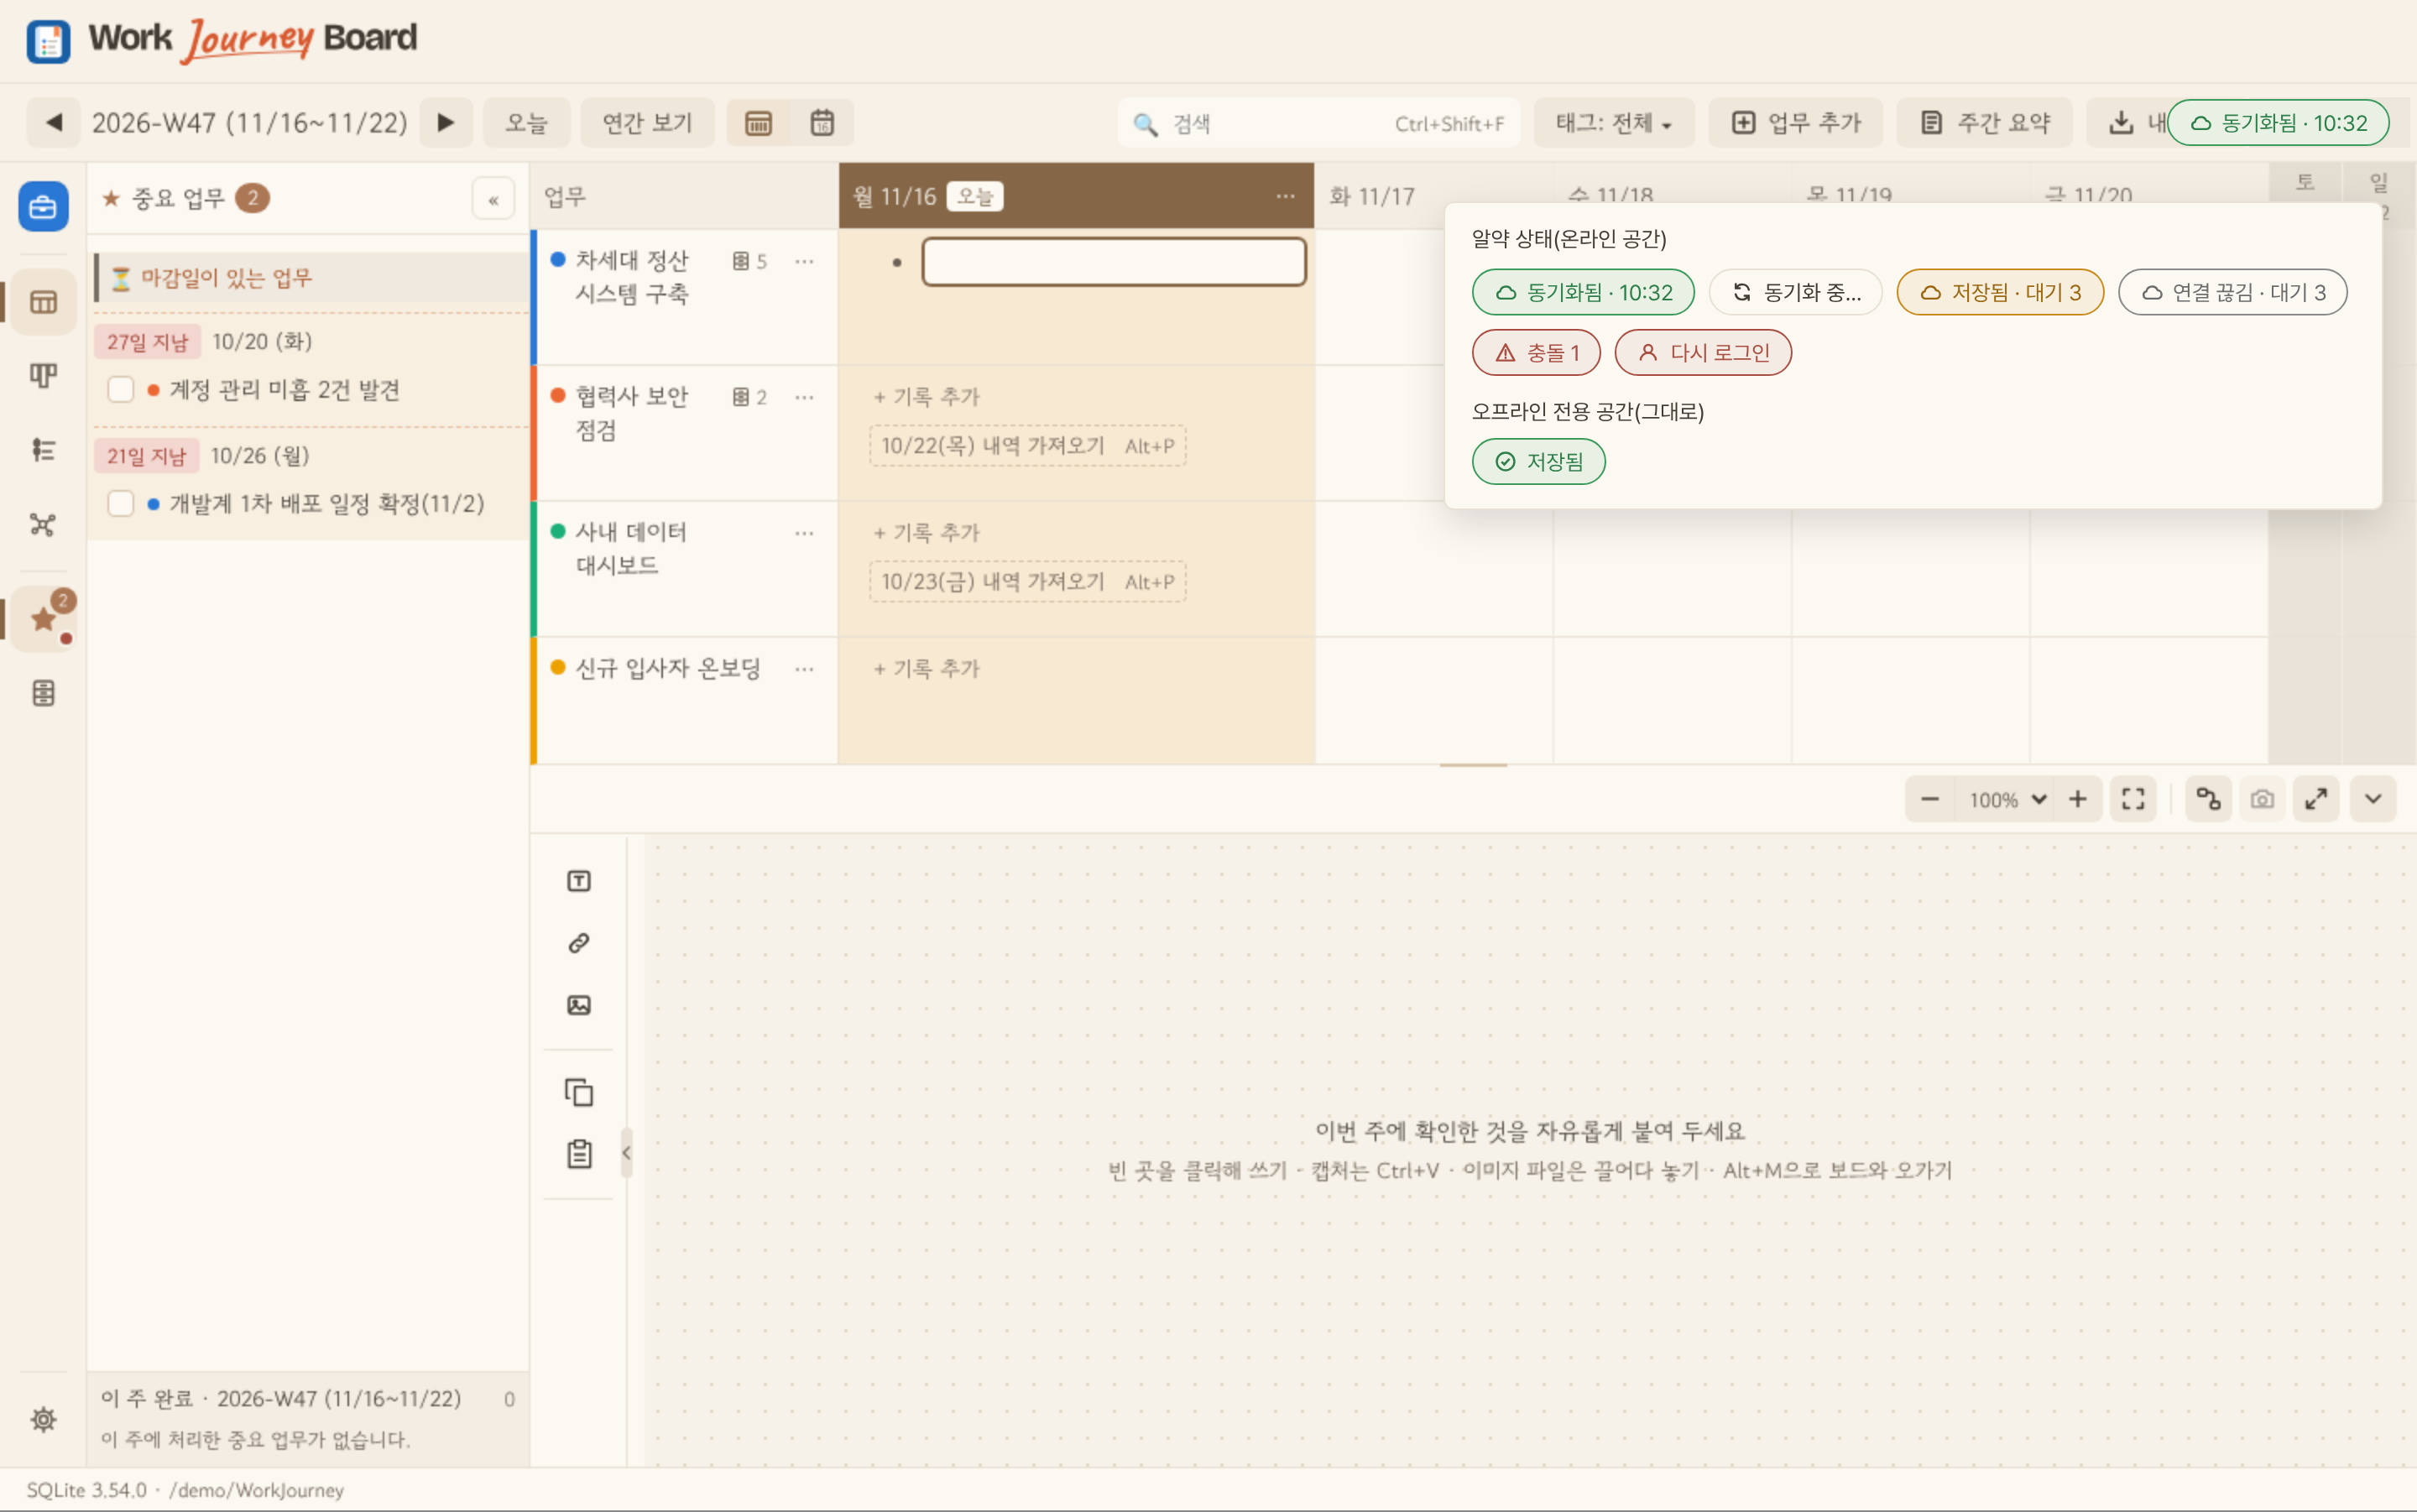 Work Journey Board
2026-W47 (11/16~11/22)
오늘
연간 보기
16
검색
Ctrl+Shift+F
태그: 전체
업무 추가
주간 요약
내
동기화됨 · 10:32
중요 업무 2
«
⏳ 마감일이 있는 업무
27일 지남 10/20 (화)
계정 관리 미흡 2건 발견
21일 지남 10/26 (월)
개발계 1차 배포 일정 확정(11/2)
2
업무
월 11/16 오늘 ···
화 11/17
수 11/18
목 11/19
금 11/20
토
일
2
차세대 정산
시스템 구축
5 ···
협력사 보안
점검
2 ···
+ 기록 추가
10/22(목) 내역 가져오기 Alt+P
사내 데이터
대시보드
···
+ 기록 추가
10/23(금) 내역 가져오기 Alt+P
신규 입사자 온보딩 ···
+ 기록 추가
알약 상태(온라인 공간)
동기화됨 · 10:32
동기화 중…
저장됨 · 대기 3
연결 끊김 · 대기 3
충돌 1
다시 로그인
오프라인 전용 공간(그대로)
저장됨
100%
이번 주에 확인한 것을 자유롭게 붙여 두세요
빈 곳을 클릭해 쓰기 · 캡처는 Ctrl+V · 이미지 파일은 끌어다 놓기 · Alt+M으로 보드와 오가기
이 주 완료 · 2026-W47 (11/16~11/22) 0
이 주에 처리한 중요 업무가 없습니다.
SQLite 3.54.0 · /demo/WorkJourney